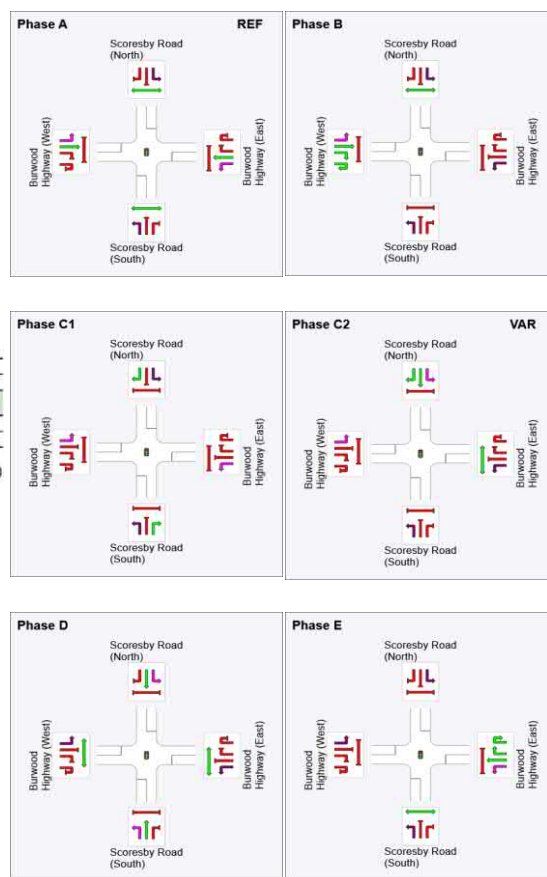 Phase A REF
Scoresby Road
(North)
Burwood
Highway (West)
Burwood
Highway (East)
Scoresby Road
(South)
Phase B
Scoresby Road
(North)
Burwood
Highway (West)
Burwood
Highway (East)
Scoresby Road
(South)
Phase C1
Scoresby Road
(North)
Burwood
Highway (West)
Burwood
Highway (East)
Scoresby Road
(South)
Phase C2 VAR
Scoresby Road
(North)
Burwood
Highway (West)
Burwood
Highway (East)
Scoresby Road
(South)
Phase D
Scoresby Road
(North)
Burwood
Highway (West)
Burwood
Highway (East)
Scoresby Road
(South)
Phase E
Scoresby Road
(North)
Burwood
Highway (West)
Burwood
Highway (East)
Scoresby Road
(South)